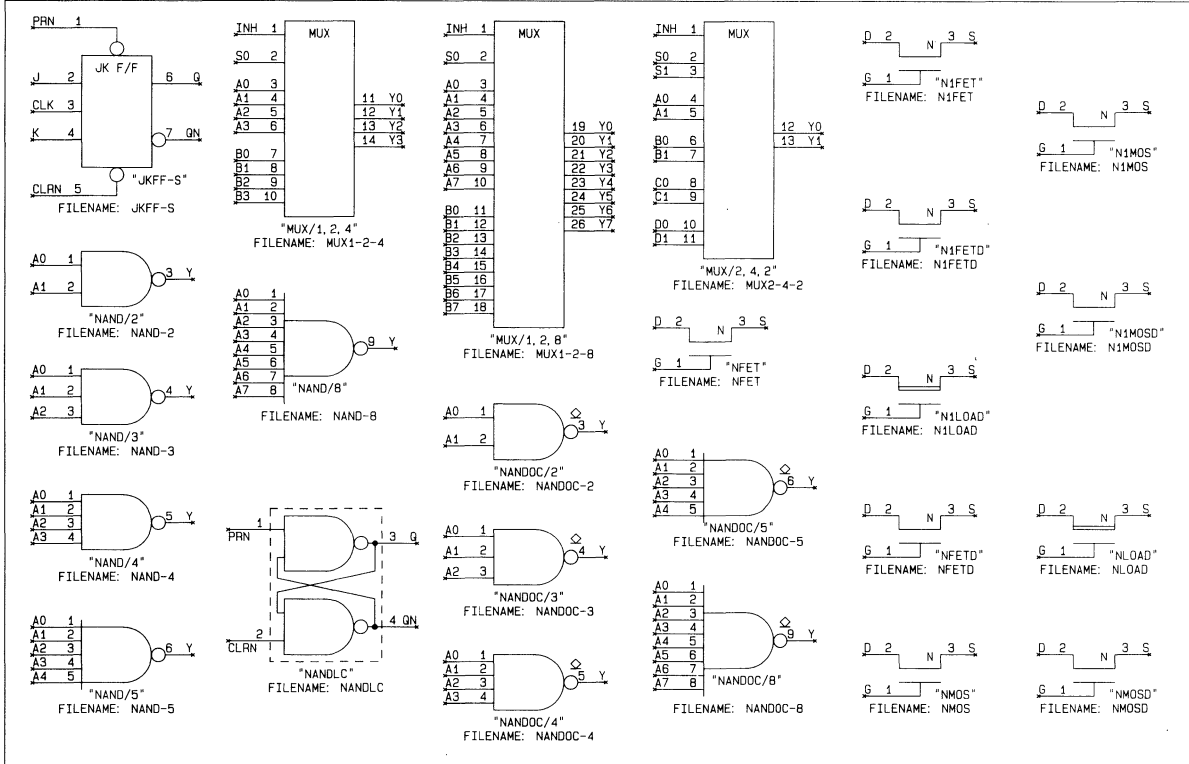 PRN 1
JK F/F
J 2
6 Q
CLK 3
K 4
7 QN
"JKFF-S"
CLRN 5
FILENAME: JKFF-S
A0 1
3 Y
A1 2
"NAND/2"
FILENAME: NAND-2
A0 1
A1 2
4 Y
A2 3
"NAND/3"
FILENAME: NAND-3
A0 1
A1 2
5 Y
A2 3
A3 4
"NAND/4"
FILENAME: NAND-4
A0 1
A1 2
A2 3
6 Y
A3 4
A4 5
"NAND/5"
FILENAME: NAND-5
INH 1
MUX
S0 2
A0 3
A1 4
11 Y0
A2 5
12 Y1
A3 6
13 Y2
14 Y3
B0 7
B1 8
B2 9
B3 10
"MUX/1, 2, 4"
FILENAME: MUX1-2-4
A0 1
A1 2
A2 3
A3 4
A4 5
9 Y
A5 6
A6 7
A7 8
"NAND/8"
FILENAME: NAND-8
1
PRN
3 Q
4 QN
2
CLRN
"NANDLC"
FILENAME: NANDLC
INH 1
MUX
S0 2
A0 3
A1 4
A2 5
A3 6
A4 7
A5 8
A6 9
A7 10
19 Y0
20 Y1
21 Y2
22 Y3
23 Y4
24 Y5
25 Y6
26 Y7
B0 11
B1 12
B2 13
B3 14
B4 15
B5 16
B6 17
B7 18
"MUX/1, 2, 8"
FILENAME: MUX1-2-8
A0 1
3 Y
A1 2
"NANDOC/2"
FILENAME: NANDOC-2
A0 1
A1 2
4 Y
A2 3
"NANDOC/3"
FILENAME: NANDOC-3
A0 1
A1 2
5 Y
A2 3
A3 4
"NANDOC/4"
FILENAME: NANDOC-4
INH 1
MUX
S0 2
S1 3
A0 4
A1 5
12 Y0
13 Y1
B0 6
B1 7
C0 8
C1 9
D0 10
D1 11
"MUX/2, 4, 2"
FILENAME: MUX2-4-2
D 2
N
3 S
G 1
"NFET"
FILENAME: NFET
A0 1
A1 2
A2 3
6 Y
A3 4
A4 5
"NANDOC/5"
FILENAME: NANDOC-5
A0 1
A1 2
A2 3
A3 4
A4 5
9 Y
A5 6
A6 7
A7 8
"NANDOC/8"
FILENAME: NANDOC-8
D 2
N
3 S
G 1
"N1FET"
FILENAME: N1FET
D 2
N
3 S
G 1
"N1FETD"
FILENAME: N1FETD
D 2
N
3 S
G 1
"N1LOAD"
FILENAME: N1LOAD
D 2
N
3 S
G 1
"NFETD"
FILENAME: NFETD
D 2
N
3 S
G 1
"NMOS"
FILENAME: NMOS
D 2
N
3 S
G 1
"N1MOS"
FILENAME: N1MOS
D 2
N
3 S
G 1
"N1MOSD"
FILENAME: N1MOSD
D 2
N
3 S
G 1
"NLOAD"
FILENAME: NLOAD
D 2
N
3 S
G 1
"NMOSD"
FILENAME: NMOSD